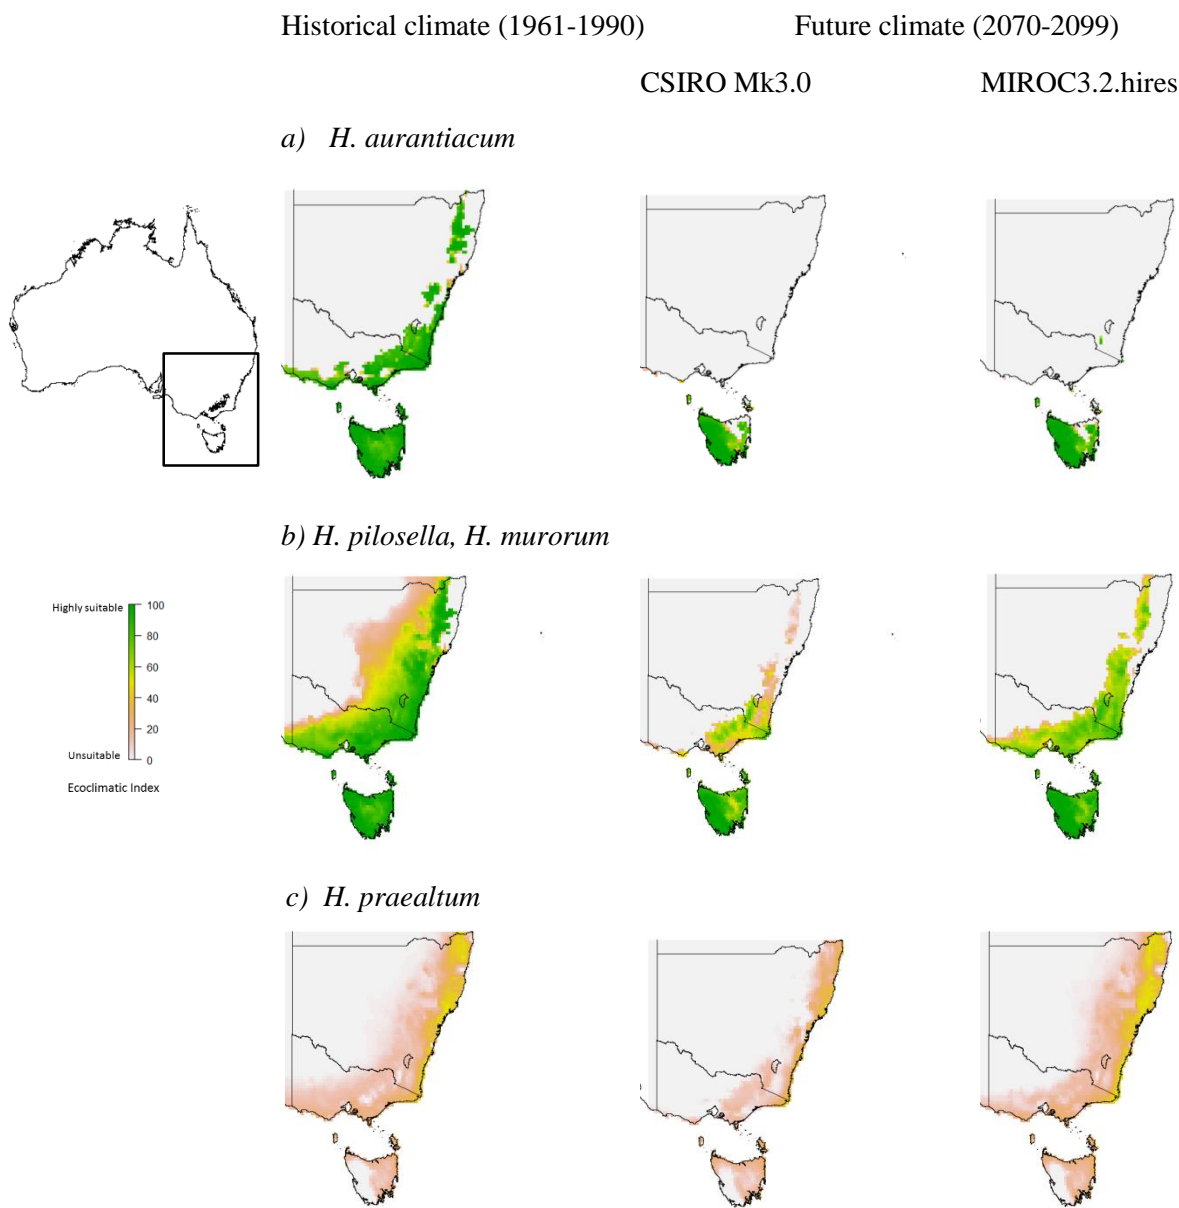 Historical climate (1961-1990) Future climate (2070-2099)
CSIRO Mk3.0 MIROC3.2.hires
a) H. aurantiacum
b) H. pilosella, H. murorum
Highly suitable 100
80
60
40
20
Unsuitable 0
Ecoclimatic Index
c) H. praealtum